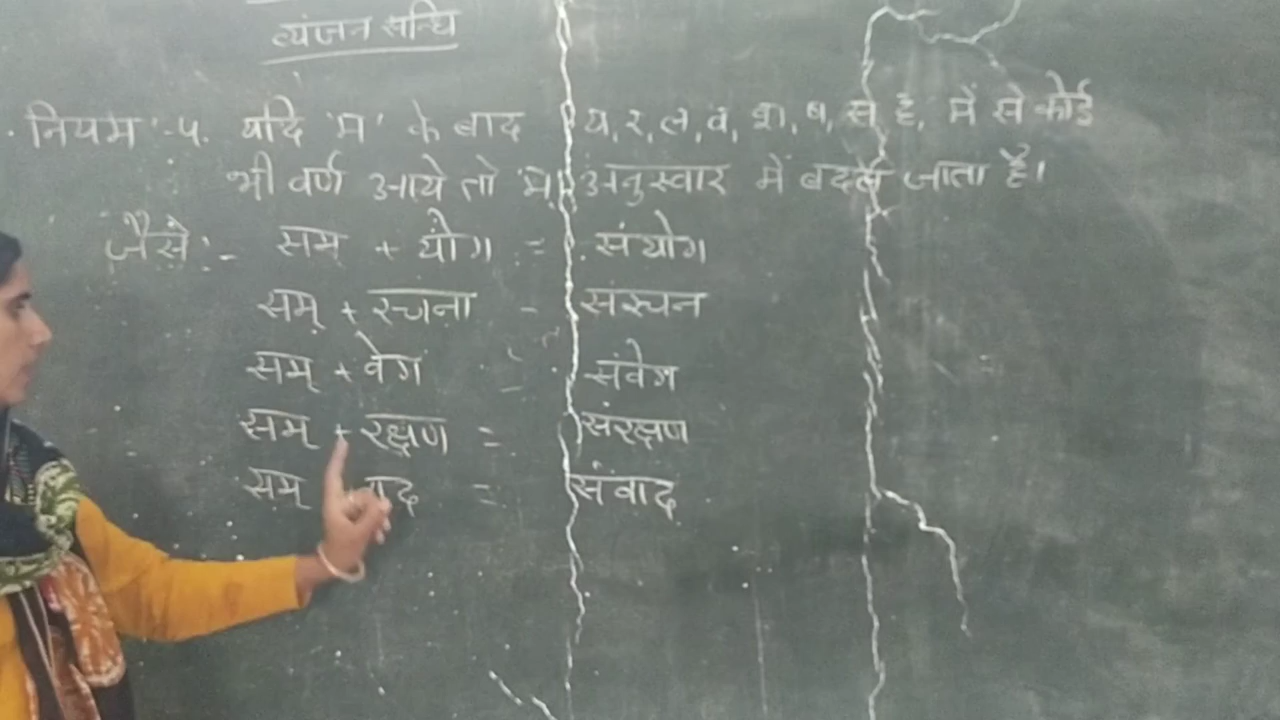 व्यंजन सन्धि
नियम :- 5. यदि 'म' के बाद य, र, ल, व, श, ष, स, ह, में से कोई
भी वर्ण आये तो 'म' अनुस्वार में बदल जाता है।
जैसे :- सम् + योग = संयोग
सम् + रचना - संरचन
सम् + वेग = संवेग
सम् + रक्षण = संरक्षण
सम् वाद = संवाद